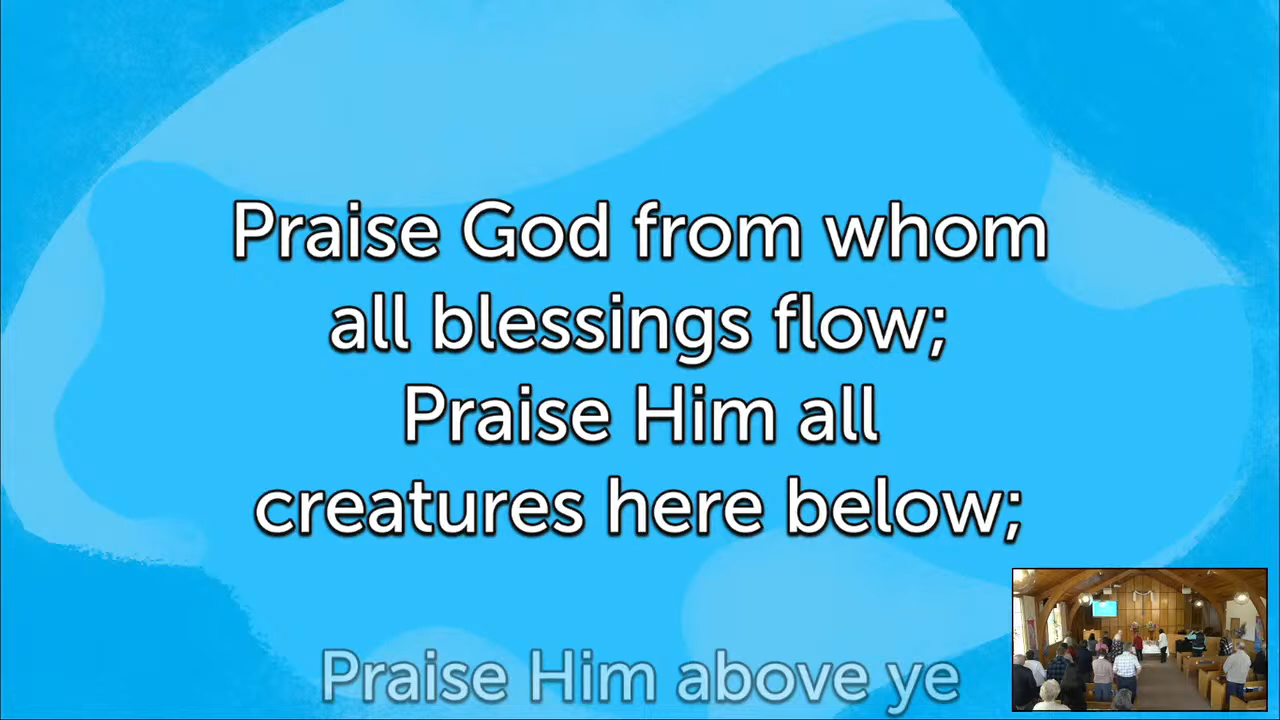 Praise God from whom
all blessings flow;
Praise Him all
creatures here below;
Praise Him above ye